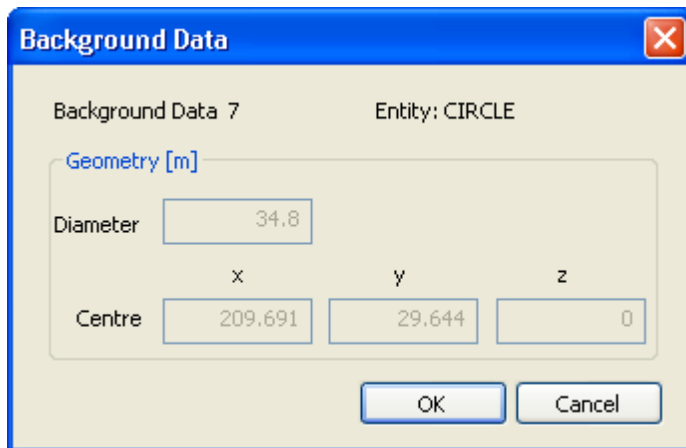 Background Data
Background Data 7 Entity: CIRCLE
Geometry [m]
Diameter 34.8
x y z
Centre 209.691 29.644 0
OK Cancel